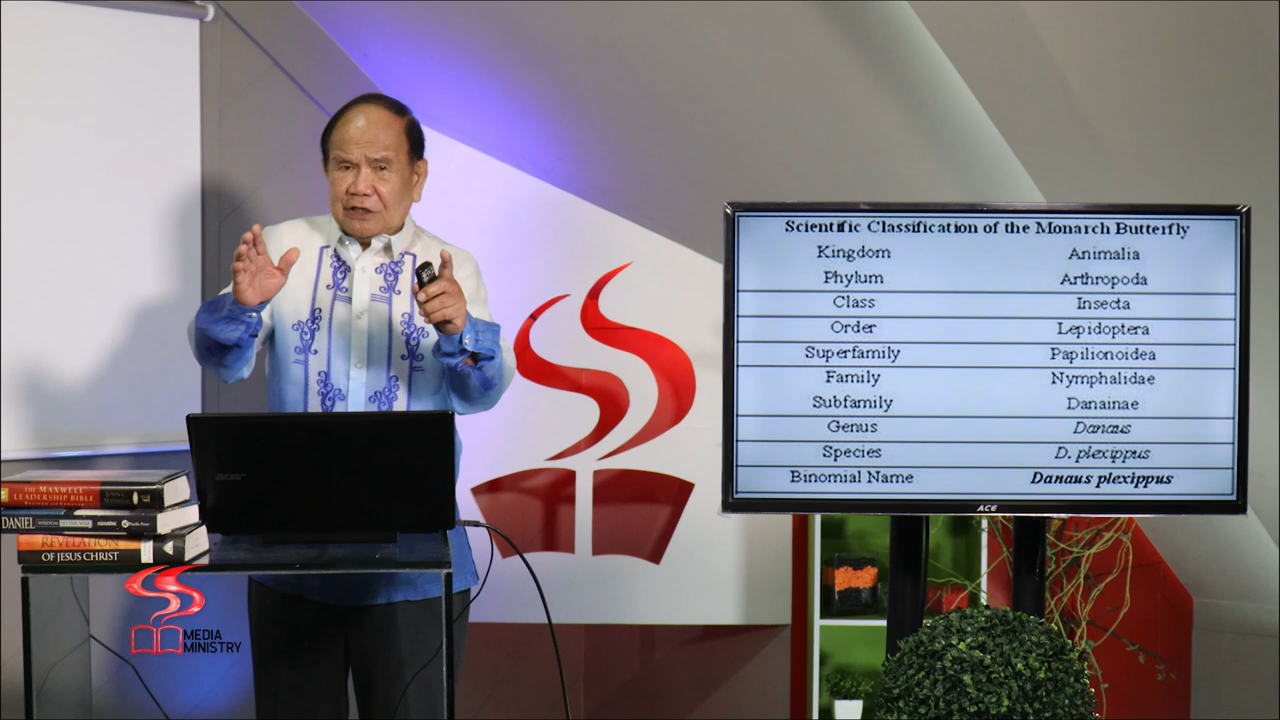 Scientific Classification of the Monarch Butterfly
Kingdom Animalia
Phylum Arthropoda
Class Insecta
Order Lepidoptera
Superfamily Papilionoidea
Family Nymphalidae
Subfamily Danainae
Genus Danaus
Species D. plexippus
Binomial Name Danaus plexippus
ACE
acer
THE MAXWELL
LEADERSHIP BIBLE
DANIEL
REVELATION
OF JESUS CHRIST
MEDIA
MINISTRY